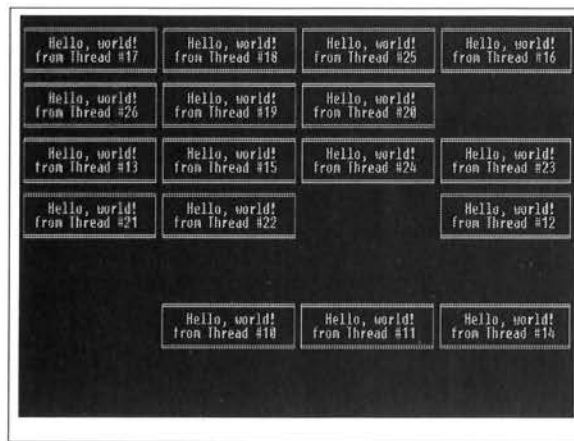 Hello, world!
from Thread #17
Hello, world!
from Thread #18
Hello, world!
from Thread #25
Hello, world!
from Thread #16
Hello, world!
from Thread #26
Hello, world!
from Thread #19
Hello, world!
from Thread #20
Hello, world!
from Thread #13
Hello, world!
from Thread #15
Hello, world!
from Thread #24
Hello, world!
from Thread #23
Hello, world!
from Thread #21
Hello, world!
from Thread #22
Hello, world!
from Thread #12
Hello, world!
from Thread #10
Hello, world!
from Thread #11
Hello, world!
from Thread #14